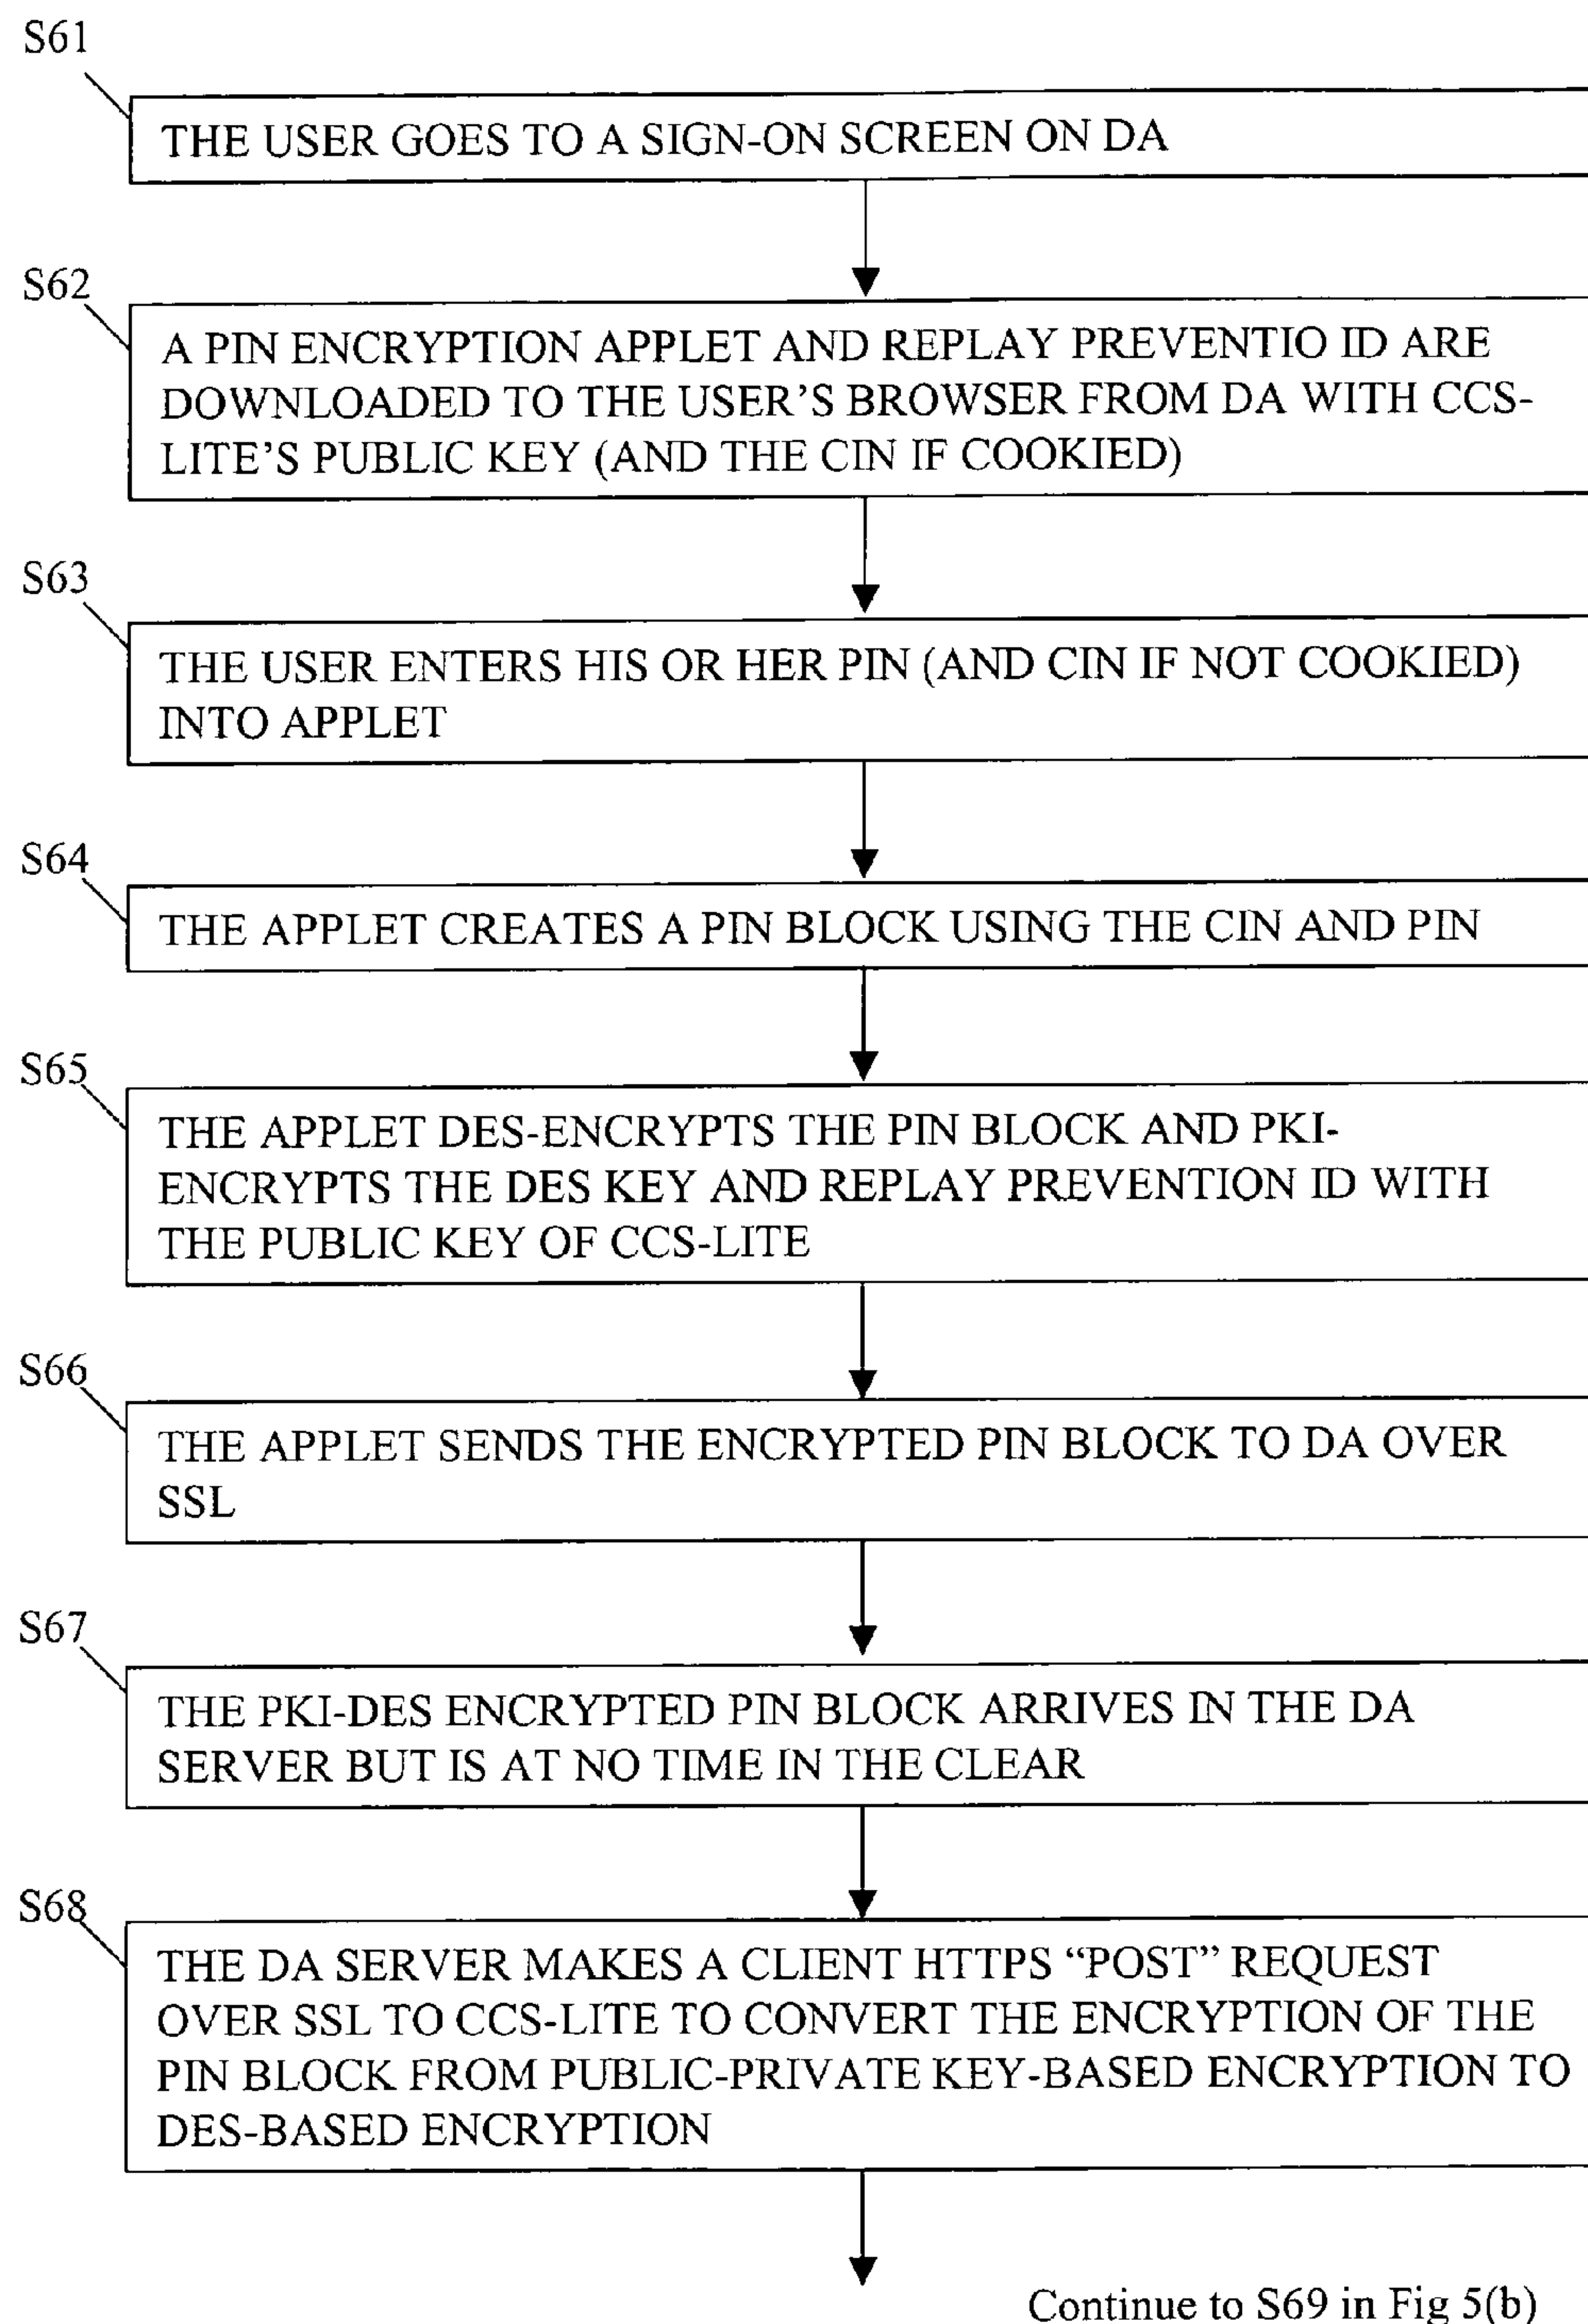 S61
THE USER GOES TO A SIGN-ON SCREEN ON DA
S62
A PIN ENCRYPTION APPLET AND REPLAY PREVENTIO ID ARE
DOWNLOADED TO THE USER'S BROWSER FROM DA WITH CCS-
LITE'S PUBLIC KEY (AND THE CIN IF COOKIED)
S63
THE USER ENTERS HIS OR HER PIN (AND CIN IF NOT COOKIED)
INTO APPLET
S64
THE APPLET CREATES A PIN BLOCK USING THE CIN AND PIN
S65
THE APPLET DES-ENCRYPTS THE PIN BLOCK AND PKI-
ENCRYPTS THE DES KEY AND REPLAY PREVENTION ID WITH
THE PUBLIC KEY OF CCS-LITE
S66
THE APPLET SENDS THE ENCRYPTED PIN BLOCK TO DA OVER
SSL
S67
THE PKI-DES ENCRYPTED PIN BLOCK ARRIVES IN THE DA
SERVER BUT IS AT NO TIME IN THE CLEAR
S68
THE DA SERVER MAKES A CLIENT HTTPS “POST” REQUEST
OVER SSL TO CCS-LITE TO CONVERT THE ENCRYPTION OF THE
PIN BLOCK FROM PUBLIC-PRIVATE KEY-BASED ENCRYPTION TO
DES-BASED ENCRYPTION
Continue to S69 in Fig 5(b)